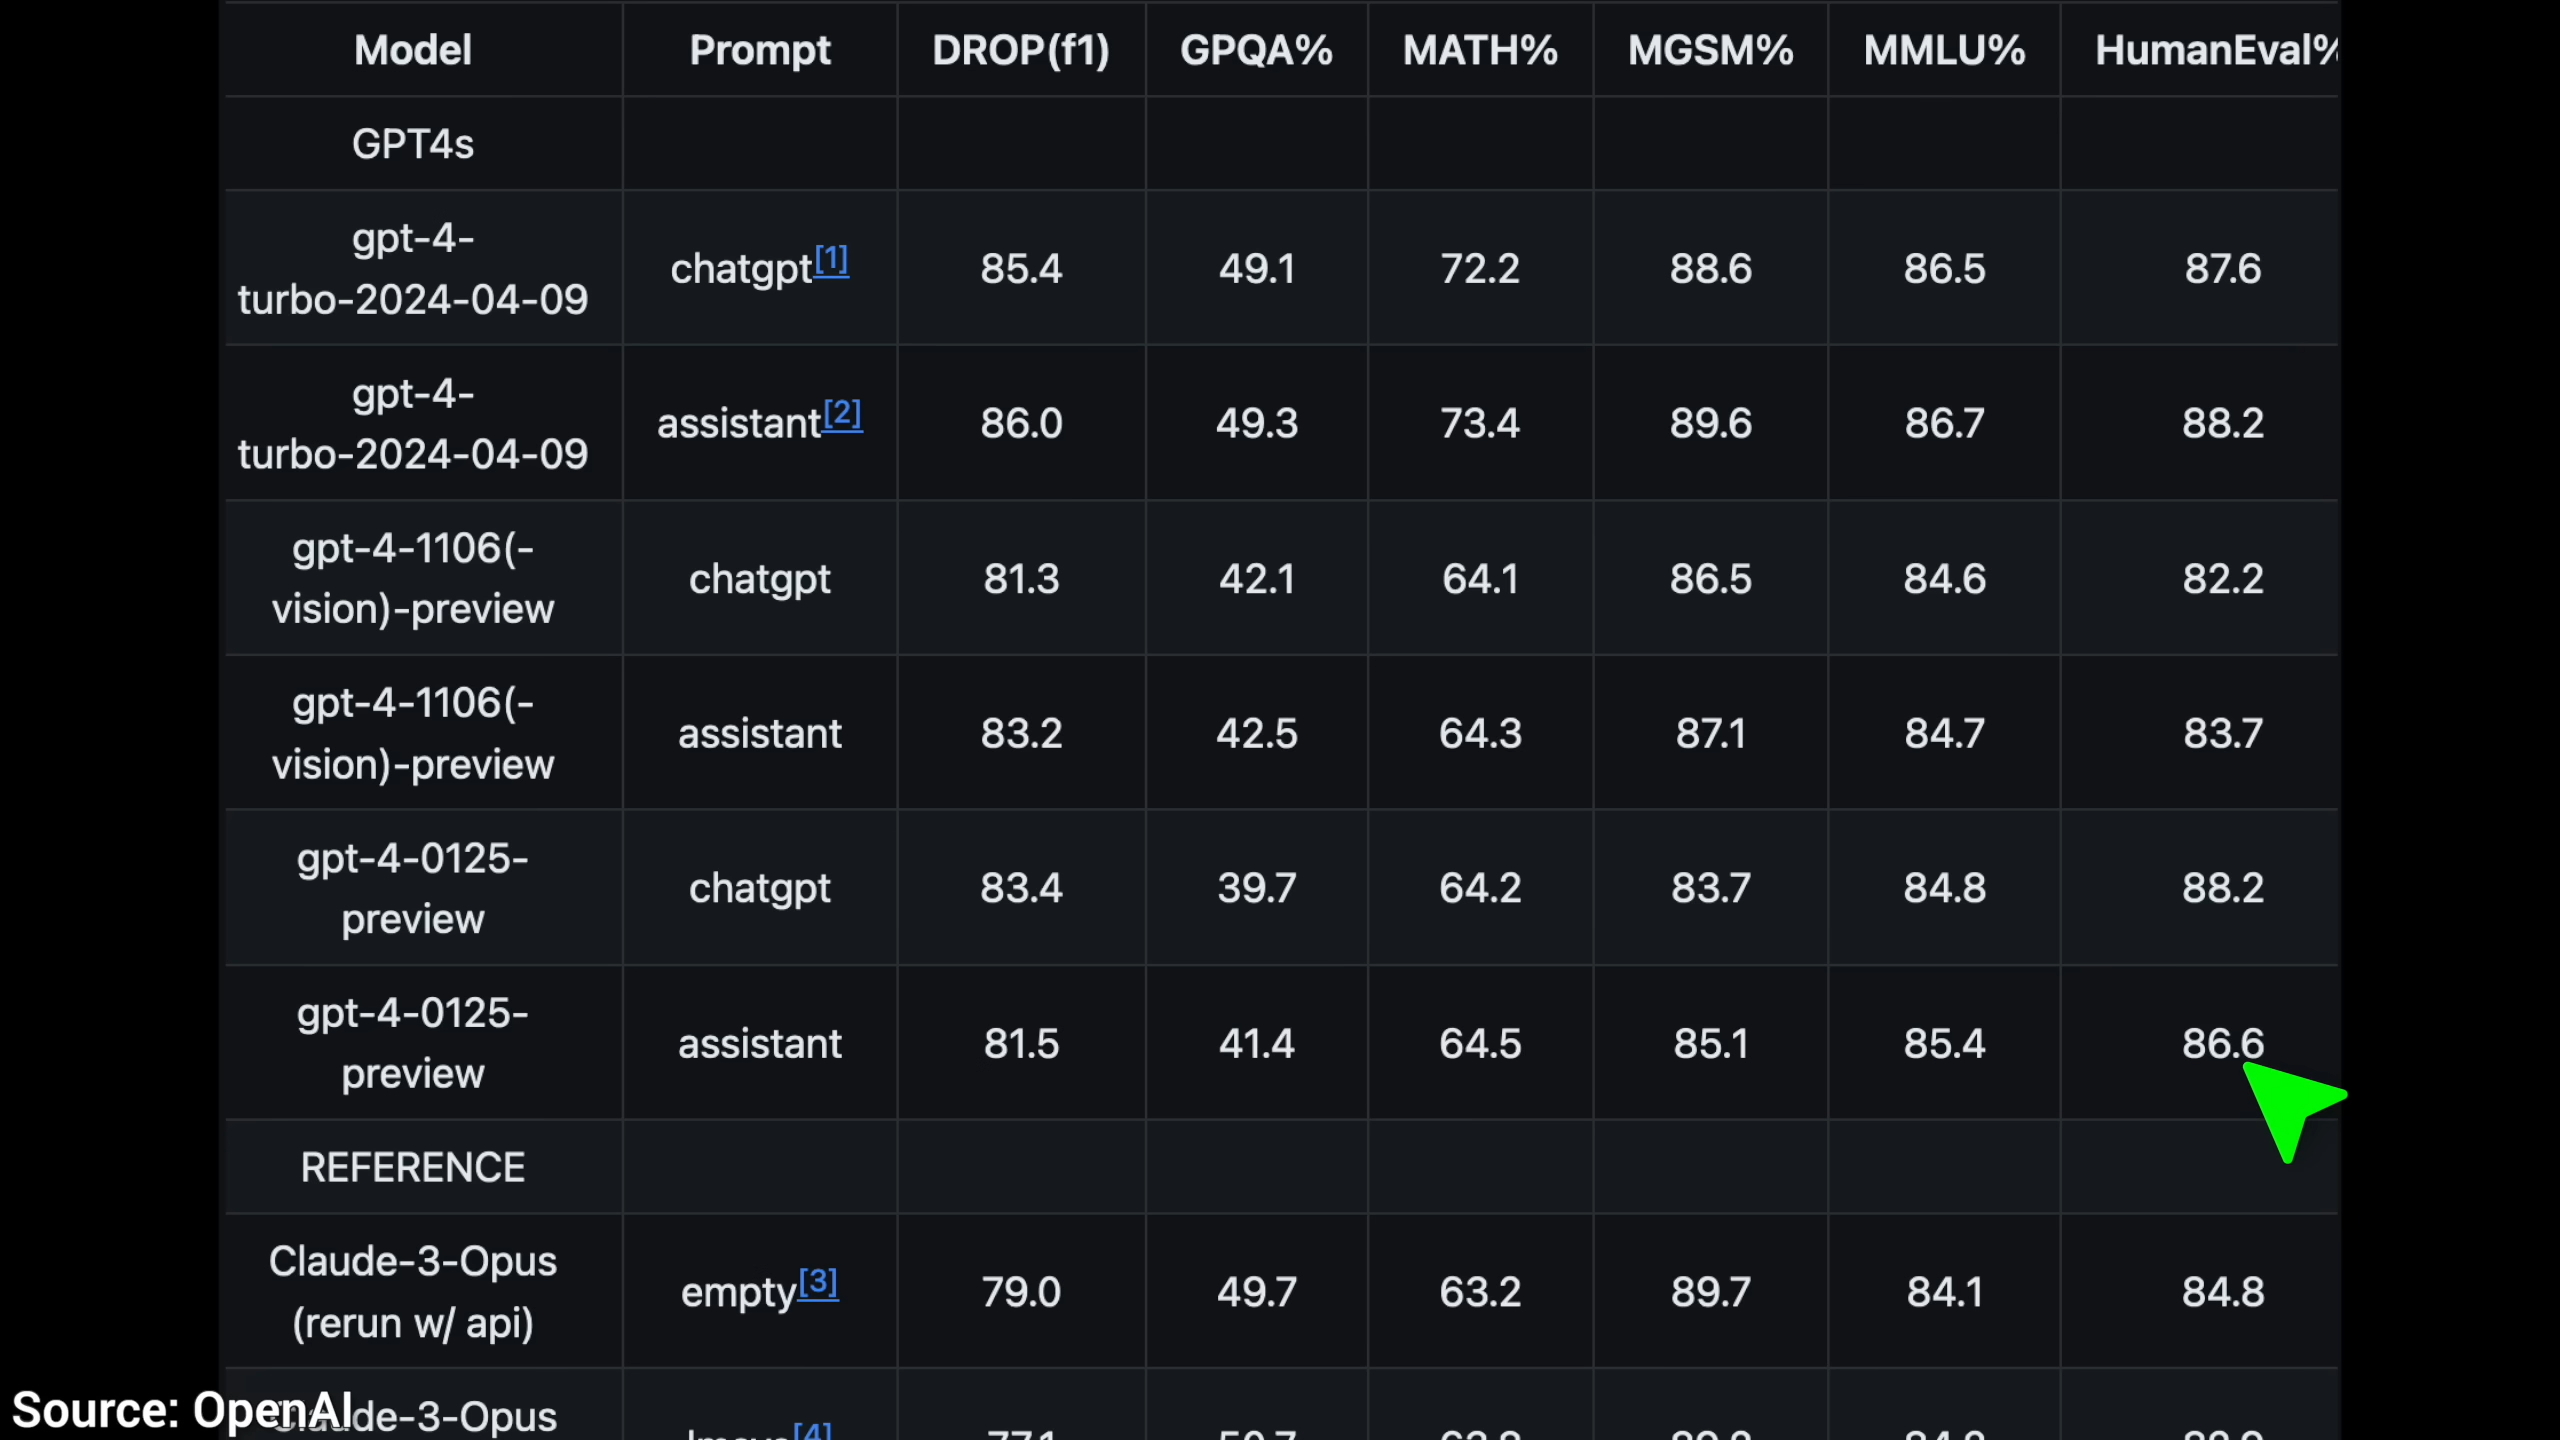 Model Prompt DROP(f1) GPQA% MATH% MGSM% MMLU% HumanEval%
GPT4s
gpt-4-
turbo-2024-04-09 chatgpt[1] 85.4 49.1 72.2 88.6 86.5 87.6
gpt-4-
turbo-2024-04-09 assistant[2] 86.0 49.3 73.4 89.6 86.7 88.2
gpt-4-1106(-
vision)-preview chatgpt 81.3 42.1 64.1 86.5 84.6 82.2
gpt-4-1106(-
vision)-preview assistant 83.2 42.5 64.3 87.1 84.7 83.7
gpt-4-0125-
preview chatgpt 83.4 39.7 64.2 83.7 84.8 88.2
gpt-4-0125-
preview assistant 81.5 41.4 64.5 85.1 85.4 86.6
REFERENCE
Claude-3-Opus
(rerun w/ api) empty[3] 79.0 49.7 63.2 89.7 84.1 84.8
Claude-3-Opus [4] 77.1
Source: OpenAI